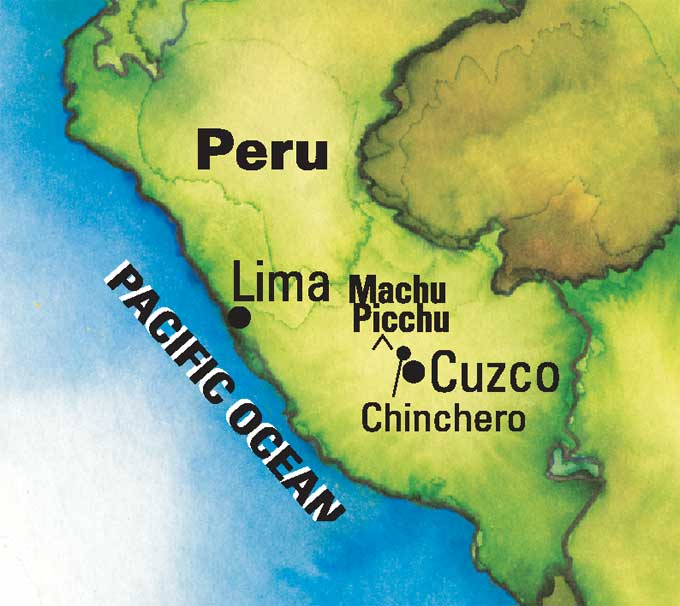 Peru
Lima
Machu
Picchu
Cuzco
Chinchero
PACIFIC OCEAN